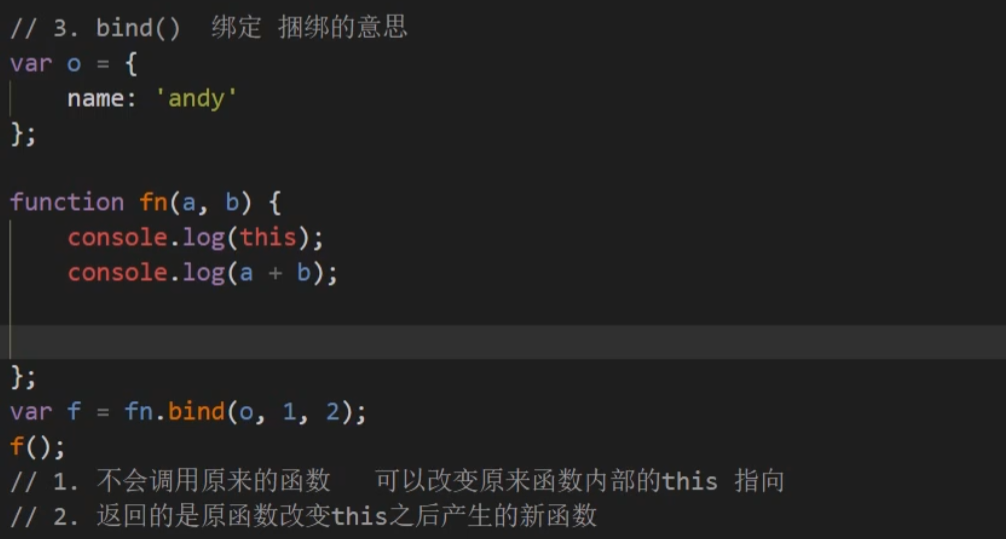 // 3. bind()  绑定 捆绑的意思
var o = {
    name: 'andy'
};
function fn(a, b) {
    console.log(this);
    console.log(a + b);
};
var f = fn.bind(o, 1, 2);
f();
// 1. 不会调用原来的函数   可以改变原来函数内部的this 指向
// 2. 返回的是原函数改变this之后产生的新函数